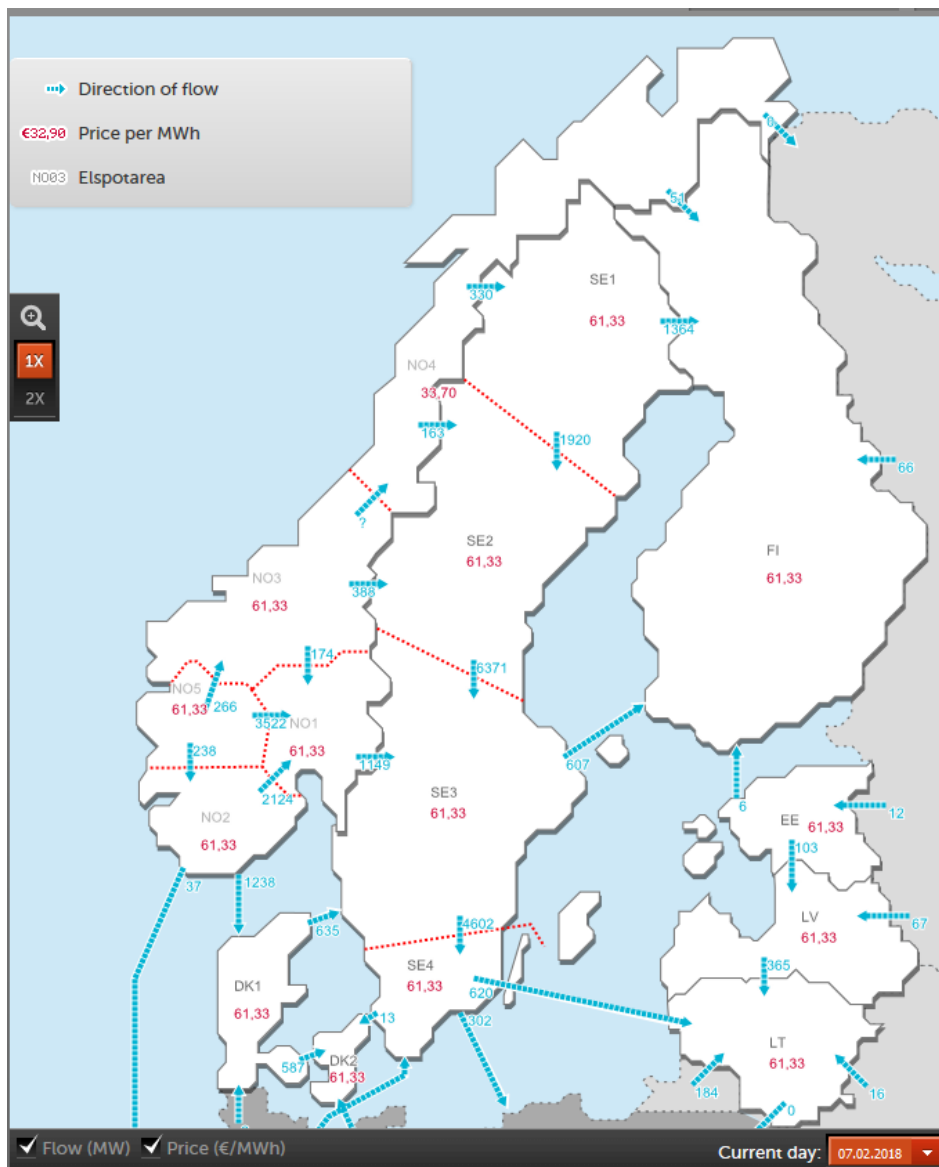 Direction of flow
€32,90 Price per MWh
NO03 Elspotarea
0
51
330
SE1
61,33
1364
1X
2X
NO4
33,70
163
1920
66
?
SE2
61,33
FI
61,33
NO3
61,33
388
174
6371
NO5
61,33
266
3522
NO1
61,33
238
1149
607
2124
SE3
61,33
6
EE
61,33
12
NO2
61,33
103
37
1238
635
4602
LV
61,33
67
365
SE4
61,33
620
DK1
61,33
13
302
587
DK2
61,33
LT
61,33
184
16
0
Flow (MW) Price (€/MWh) Current day: 07.02.2018